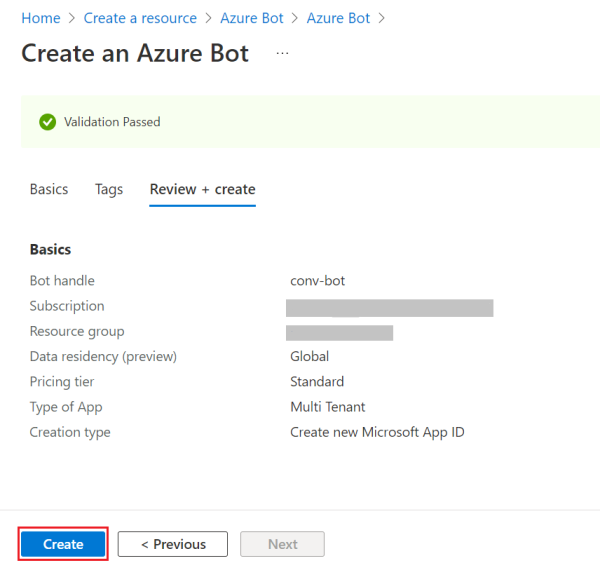 Home > Create a resource > Azure Bot > Azure Bot >
Create an Azure Bot ...
Validation Passed
Basics Tags Review + create
Basics
Bot handle conv-bot
Subscription
Resource group
Data residency (preview) Global
Pricing tier Standard
Type of App Multi Tenant
Creation type Create new Microsoft App ID
Create < Previous Next